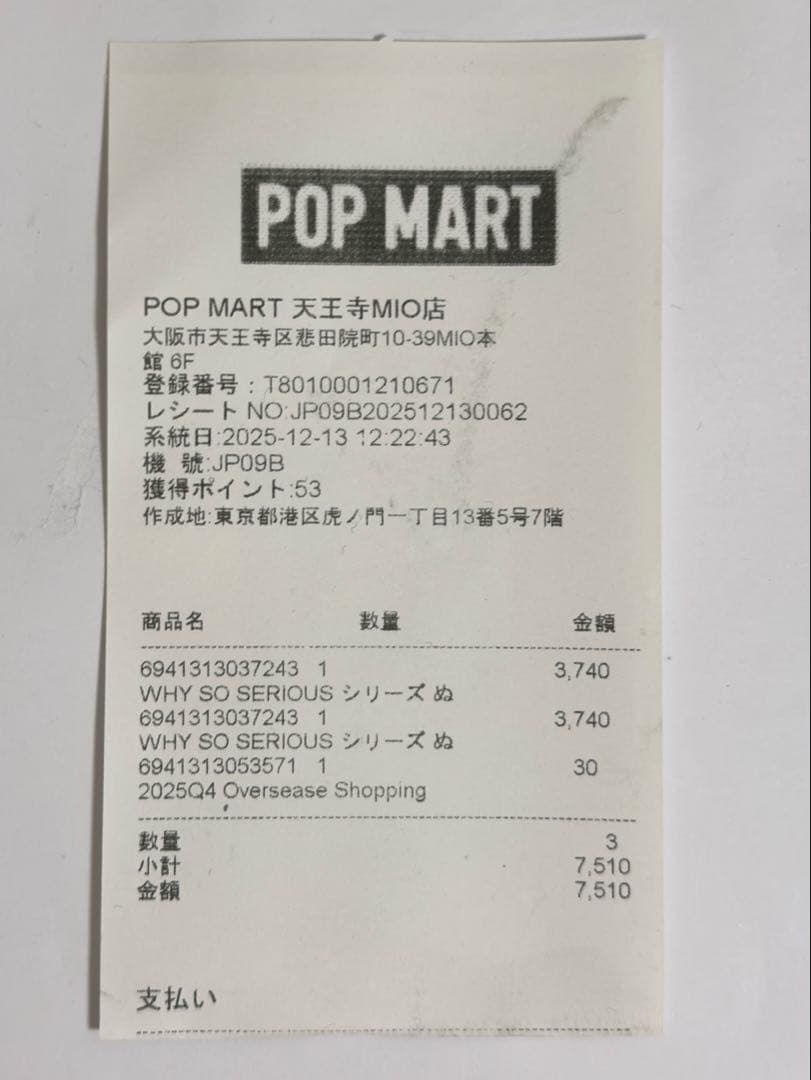 POP MART
POP MART 天王寺MIO店
大阪市天王寺区悲田院町10-39MIO本
館 6F
登録番号：T8010001210671
レシート NO:JP09B202512130062
系統日:2025-12-13 12:22:43
機 號:JP09B
獲得ポイント:53
作成地:東京都港区虎ノ門一丁目13番5号7階
商品名 数量 金額
6941313037243 1 3,740
WHY SO SERIOUS シリーズ ぬ
6941313037243 1 3,740
WHY SO SERIOUS シリーズ ぬ
6941313053571 1 30
2025Q4 Oversease Shopping
数量 3
小計 7,510
金額 7,510
支払い